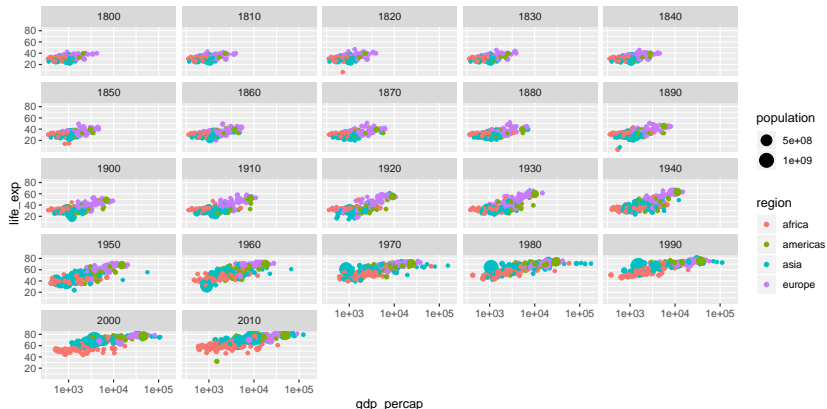 1800 1810 1820 1830 1840
80
60
40
20
1850 1860 1870 1880 1890
80
60
40
20
1900 1910 1920 1930 1940
80
60
40
20
1950 1960 1970 1980 1990
80
60
40
20
2000 2010
80
60
40
20
1e+03 1e+04 1e+05 1e+03 1e+04 1e+05 1e+03 1e+04 1e+05
1e+03 1e+04 1e+05 1e+03 1e+04 1e+05
life_exp
gdp_percap
population
5e+08
1e+09
region
africa
americas
asia
europe